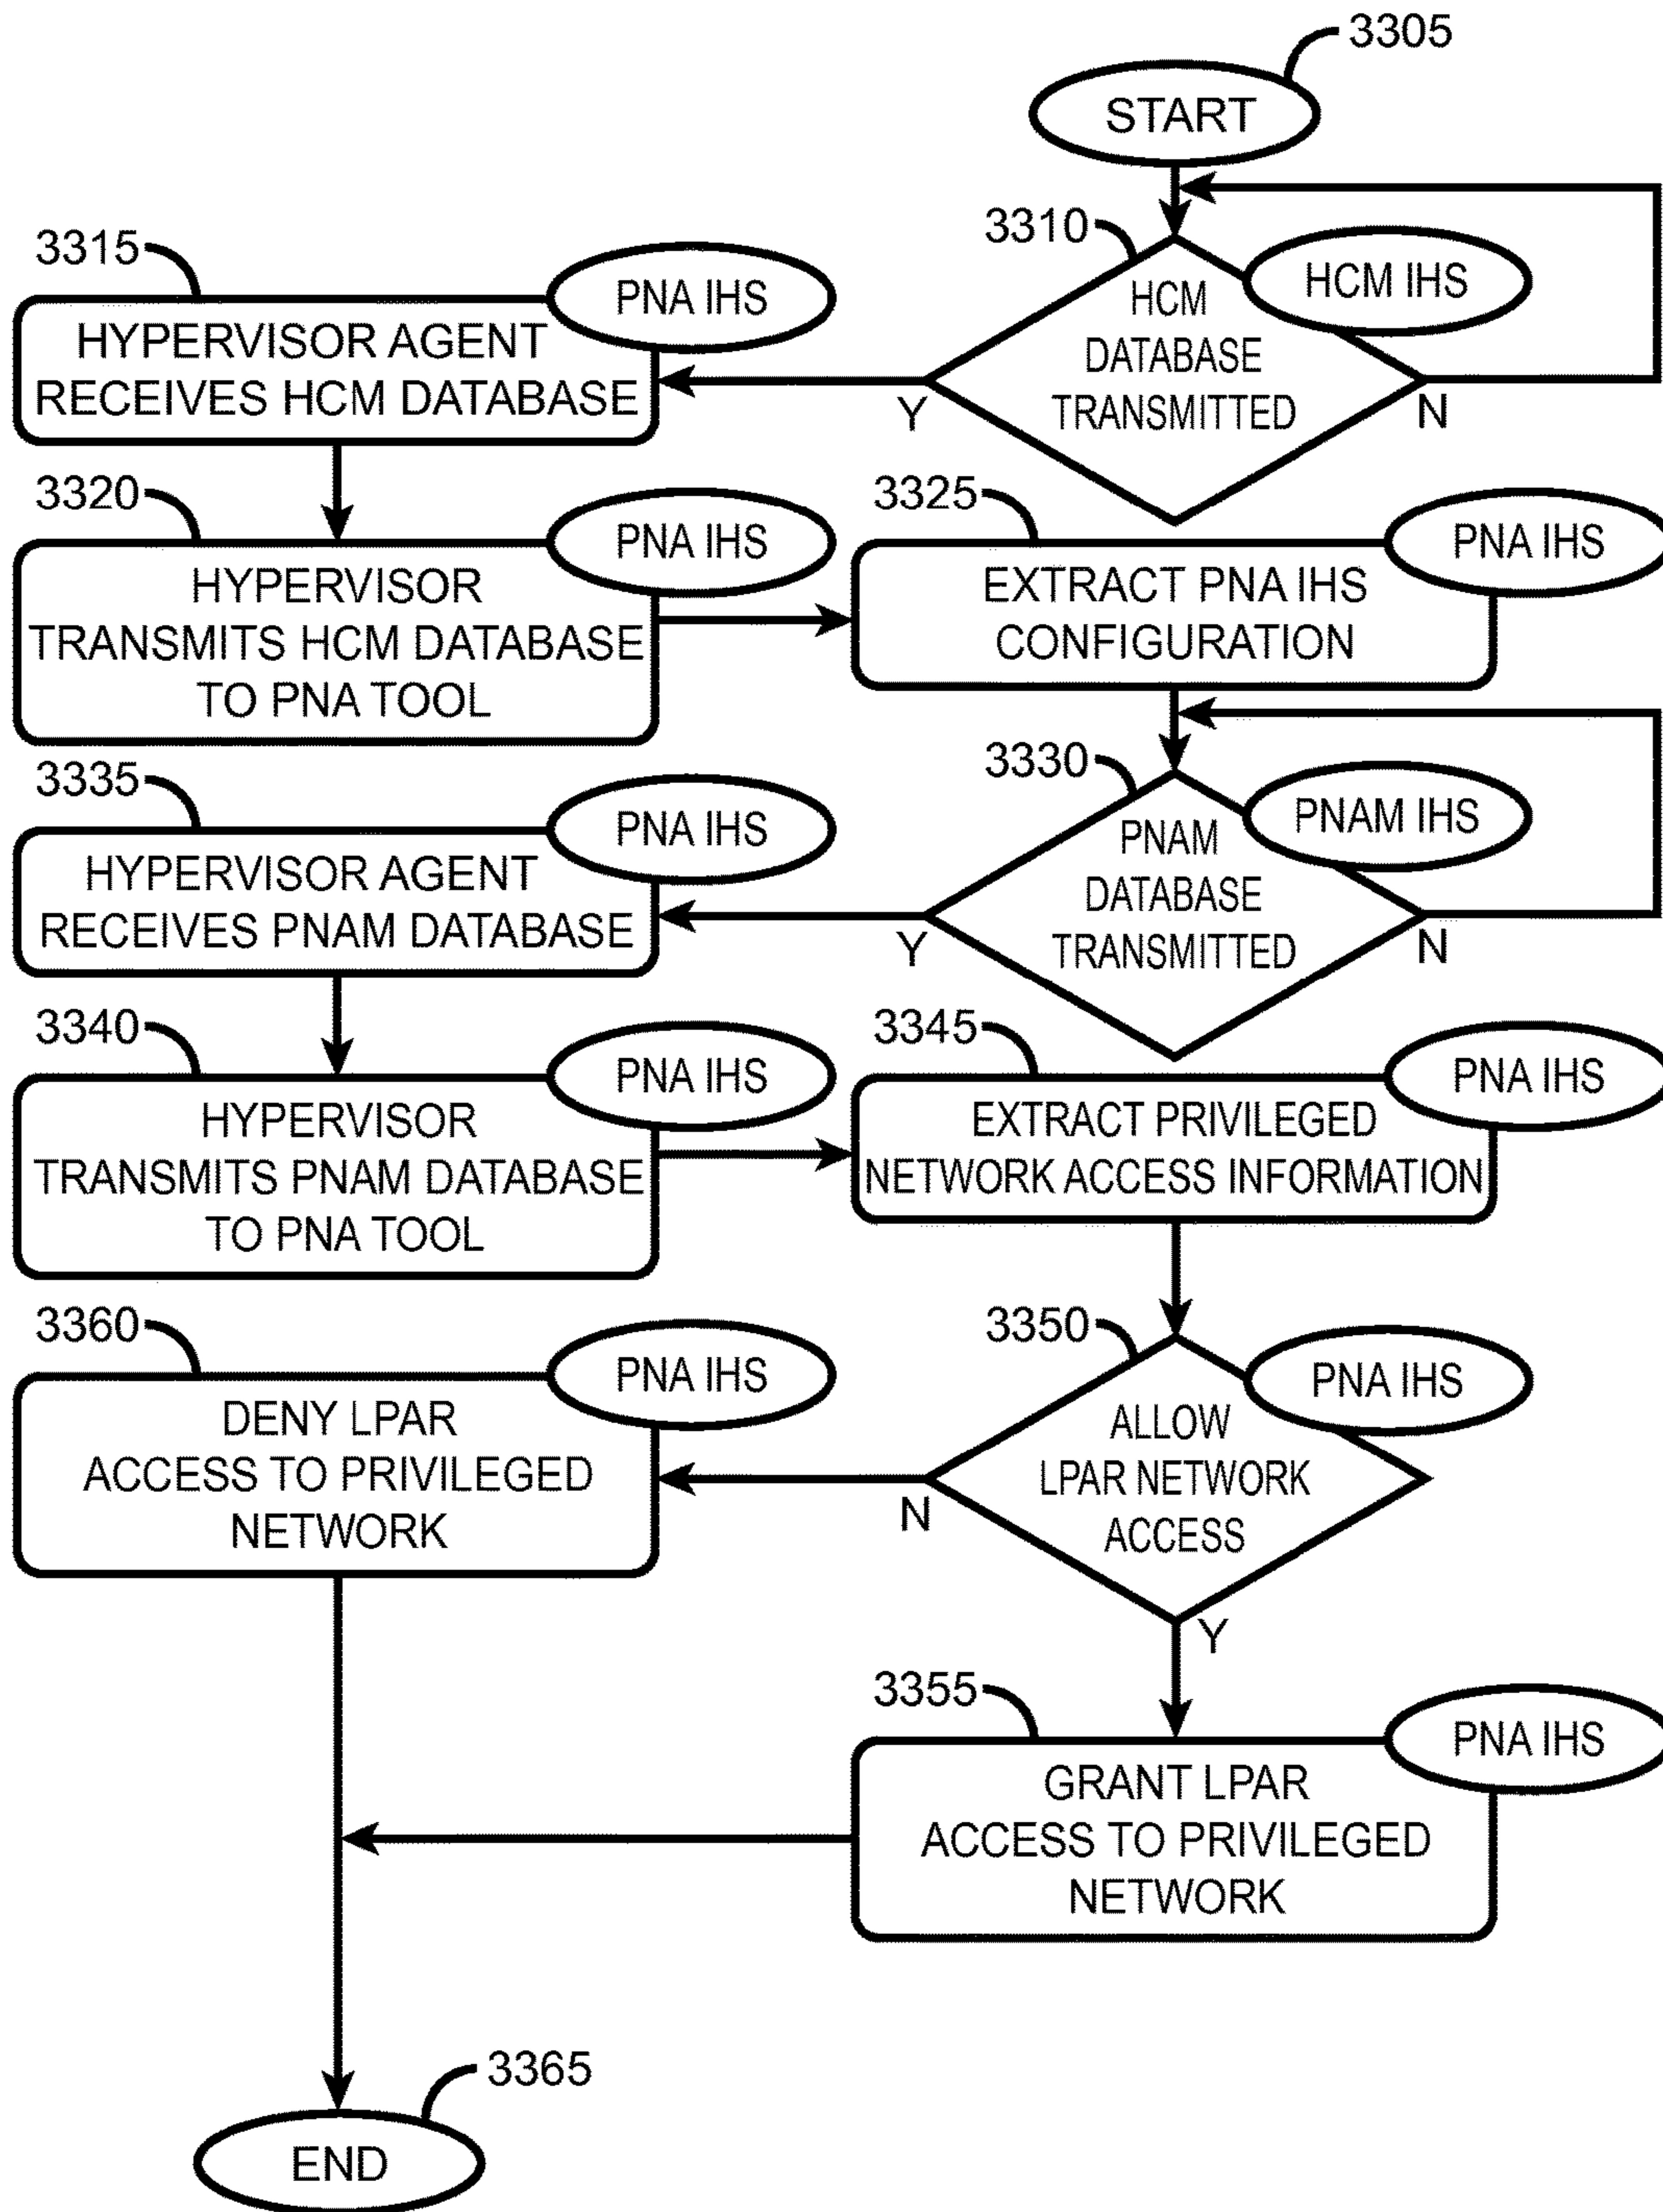 3305
START
3310
HCM IHS
HCM
DATABASE
TRANSMITTED
Y
N
3315
PNA IHS
HYPERVISOR AGENT
RECEIVES HCM DATABASE
3320
PNA IHS
HYPERVISOR
TRANSMITS HCM DATABASE
TO PNA TOOL
3325
PNA IHS
EXTRACT PNA IHS
CONFIGURATION
3330
PNAM IHS
PNAM
DATABASE
TRANSMITTED
Y
N
3335
PNA IHS
HYPERVISOR AGENT
RECEIVES PNAM DATABASE
3340
PNA IHS
HYPERVISOR
TRANSMITS PNAM DATABASE
TO PNA TOOL
3345
PNA IHS
EXTRACT PRIVILEGED
NETWORK ACCESS INFORMATION
3350
PNA IHS
ALLOW
LPAR NETWORK
ACCESS
N
Y
3360
PNA IHS
DENY LPAR
ACCESS TO PRIVILEGED
NETWORK
3355
PNA IHS
GRANT LPAR
ACCESS TO PRIVILEGED
NETWORK
3365
END